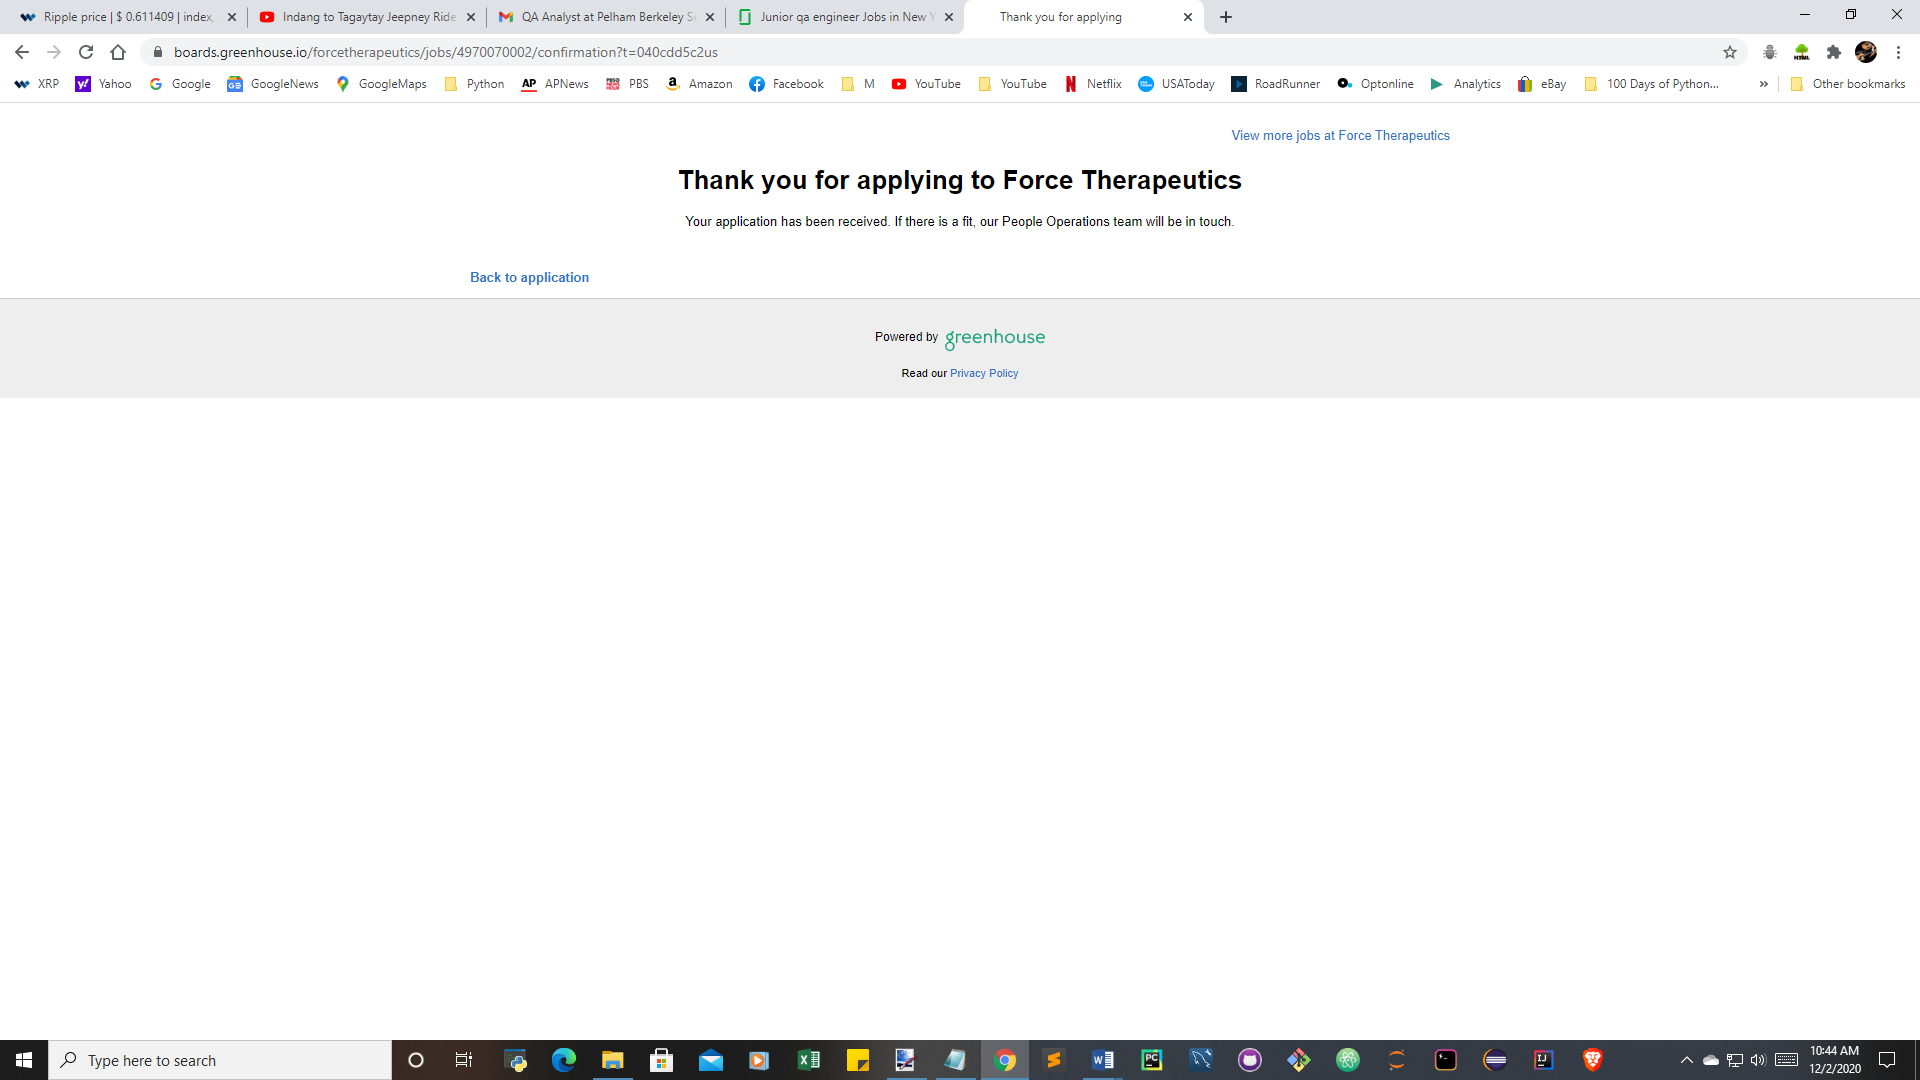 Ripple price | $ 0.611409 | index,
Indang to Tagaytay Jeepney Ride
QA Analyst at Pelham Berkeley Se
Junior qa engineer Jobs in New Y
Thank you for applying
boards.greenhouse.io/forcetherapeutics/jobs/4970070002/confirmation?t=040cdd5c2us
XRP Yahoo Google GoogleNews GoogleMaps Python APNews PBS Amazon Facebook M YouTube YouTube Netflix USAToday RoadRunner Optonline Analytics eBay 100 Days of Python... » Other bookmarks
View more jobs at Force Therapeutics
Thank you for applying to Force Therapeutics
Your application has been received. If there is a fit, our People Operations team will be in touch.
Back to application
Powered by greenhouse
Read our Privacy Policy
Type here to search
10:44 AM
12/2/2020